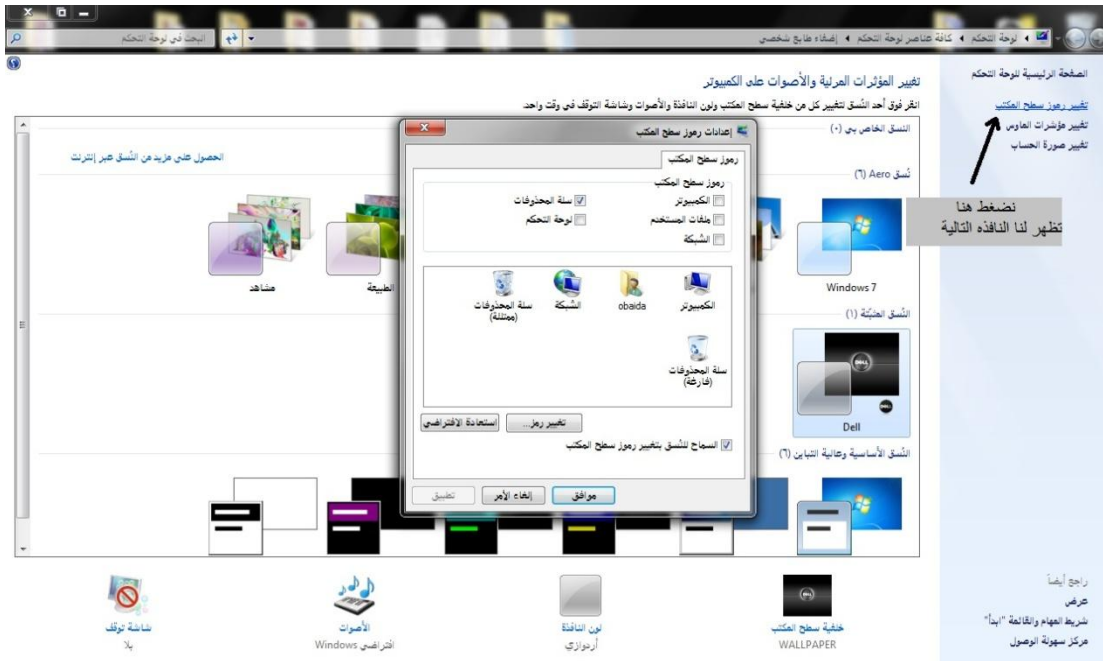 لوحة التحكم
كافة عناصر لوحة التحكم
إضفاء طابع شخصي
البحث في لوحة التحكم
الصفحة الرئيسية للوحة التحكم
تغيير رموز سطح المكتب
تغيير مؤشرات الماوس
تغيير صورة الحساب
نضغط هنا
تظهر لنا النافذه التالية
تغيير المؤثرات المرئية والأصوات على الكمبيوتر
انقر فوق أحد النُسق لتغيير كل من خلفية سطح المكتب ولون النافذة والأصوات وشاشة التوقف في وقت واحد.
النسق الخاص بي (٠)
الحصول على مزيد من النُسق عبر إنترنت
نُسق Aero (٦)
Windows 7
الطبيعة
مشاهد
النُسق المثبّتة (١)
Dell
النُسق الأساسية وعالية التباين (٦)
إعدادات رموز سطح المكتب
رموز سطح المكتب
رموز سطح المكتب
الكمبيوتر
سلة المحذوفات
ملفات المستخدم
لوحة التحكم
الشبكة
الكمبيوتر
obaida
الشبكة
سلة المحذوفات
(ممتلئة)
سلة المحذوفات
(فارغة)
تغيير رمز...
استعادة الافتراضي
السماح للنُسق بتغيير رموز سطح المكتب
موافق
إلغاء الأمر
تطبيق
خلفية سطح المكتب
WALLPAPER
لون النافذة
أردوازي
الأصوات
افتراضي Windows
شاشة توقف
بلا
راجع أيضاً
عرض
شريط المهام والقائمة "ابدأ"
مركز سهولة الوصول